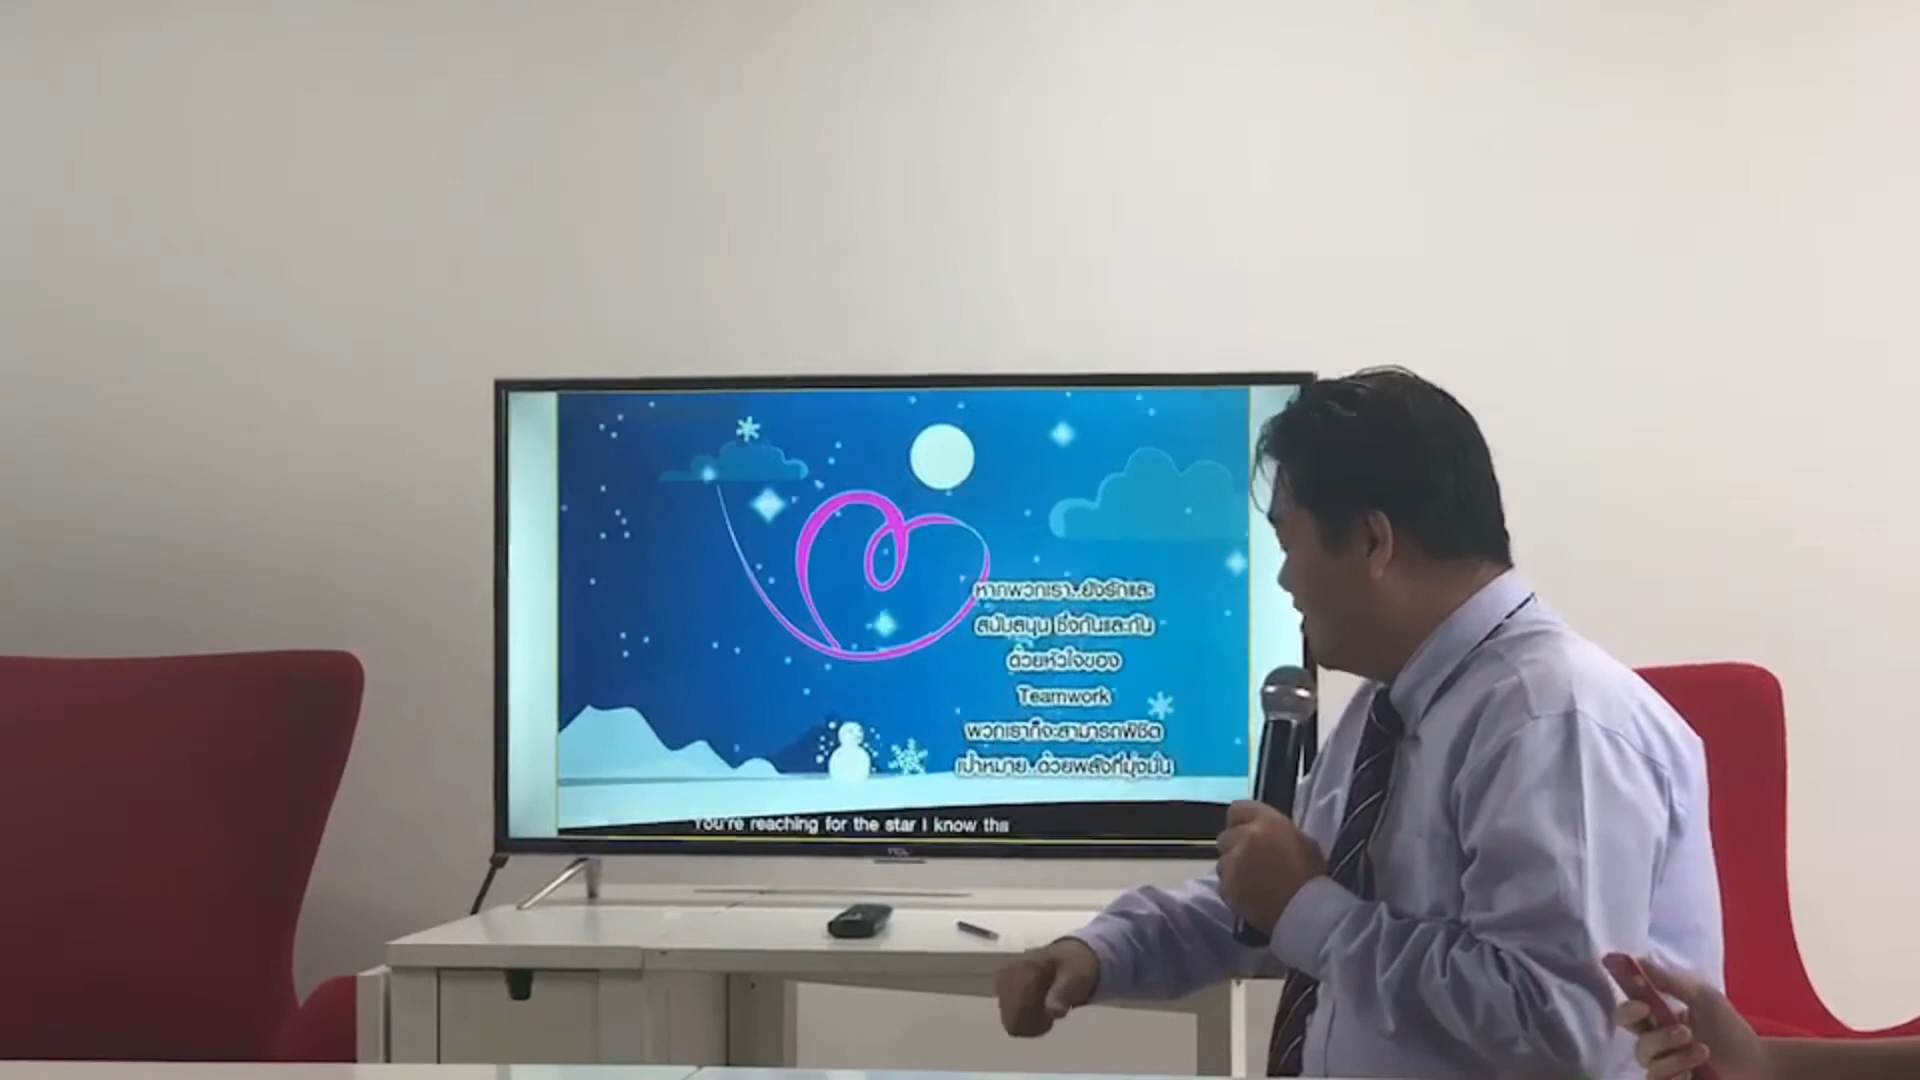 หากพวกเรา..ยังรักและ
สนับสนุน ซึ่งกันและกัน
ด้วยหัวใจของ
Teamwork
พวกเราก็จะสามารถพิชิต
เป้าหมาย..ด้วยพลังที่มุ่งมั่น
You're reaching for the star I know tha
TCL